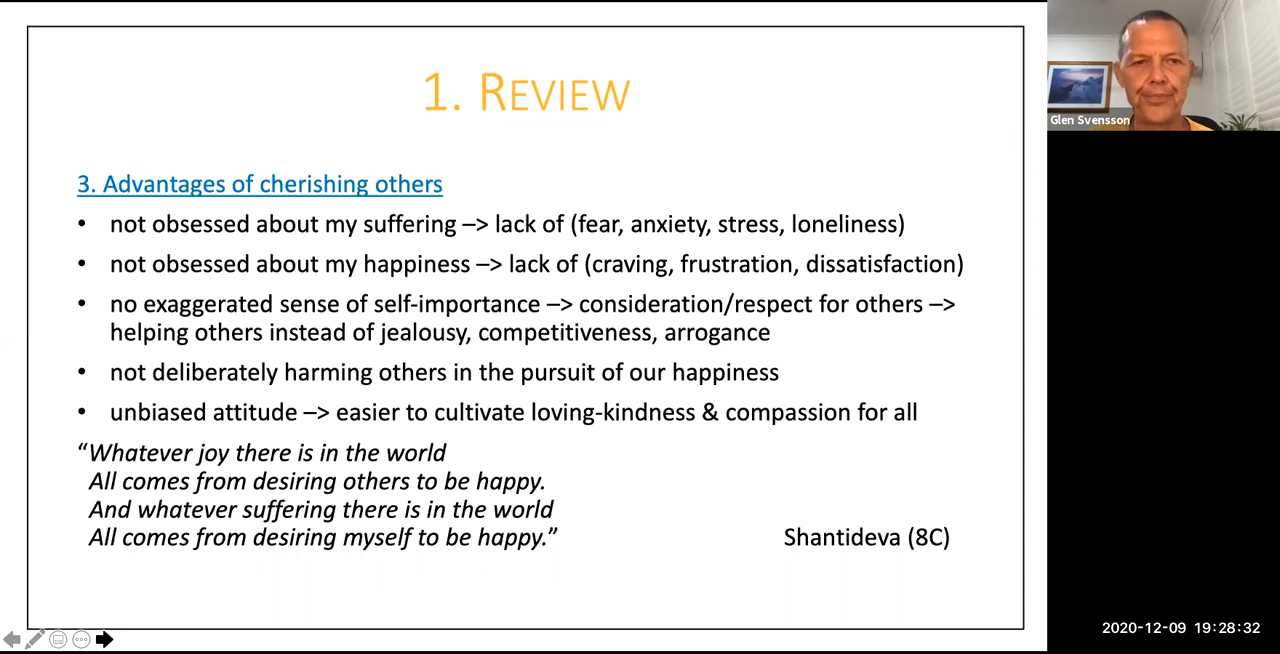 1. REVIEW
3. Advantages of cherishing others
• not obsessed about my suffering –> lack of (fear, anxiety, stress, loneliness)
• not obsessed about my happiness –> lack of (craving, frustration, dissatisfaction)
• no exaggerated sense of self-importance –> consideration/respect for others –>
helping others instead of jealousy, competitiveness, arrogance
• not deliberately harming others in the pursuit of our happiness
• unbiased attitude –> easier to cultivate loving-kindness & compassion for all
“Whatever joy there is in the world
All comes from desiring others to be happy.
And whatever suffering there is in the world
All comes from desiring myself to be happy.” Shantideva (8C)
Glen Svensson
2020-12-09 19:28:32